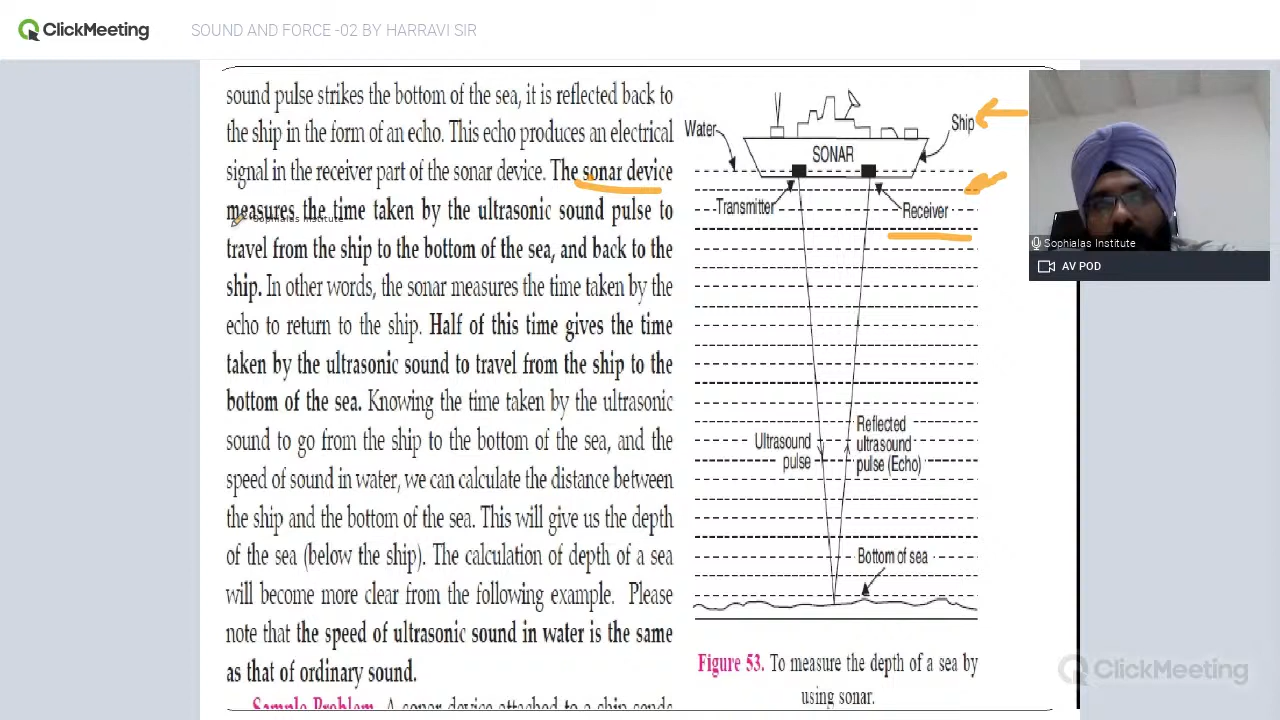 ClickMeeting
SOUND AND FORCE -02 BY HARRAVI SIR
sound pulse strikes the bottom of the sea, it is reflected back to
the ship in the form of an echo. This echo produces an electrical
signal in the receiver part of the sonar device. The sonar device
measures the time taken by the ultrasonic sound pulse to
Sophialas Institute
travel from the ship to the bottom of the sea, and back to the
ship. In other words, the sonar measures the time taken by the
echo to return to the ship. Half of this time gives the time
taken by the ultrasonic sound to travel from the ship to the
bottom of the sea. Knowing the time taken by the ultrasonic
sound to go from the ship to the bottom of the sea, and the
speed of sound in water, we can calculate the distance between
the ship and the bottom of the sea. This will give us the depth
of the sea (below the ship). The calculation of depth of a sea
will become more clear from the following example. Please
note that the speed of ultrasonic sound in water is the same
as that of ordinary sound.
Sample Problem. A sonar device attached to a ship sends
Water
Ship
SONAR
Transmitter
Receiver
Ultrasound
pulse
Reflected
ultrasound
pulse (Echo)
Bottom of sea
Figure 53. To measure the depth of a sea by
using sonar.
Sophialas Institute
AV POD
ClickMeeting